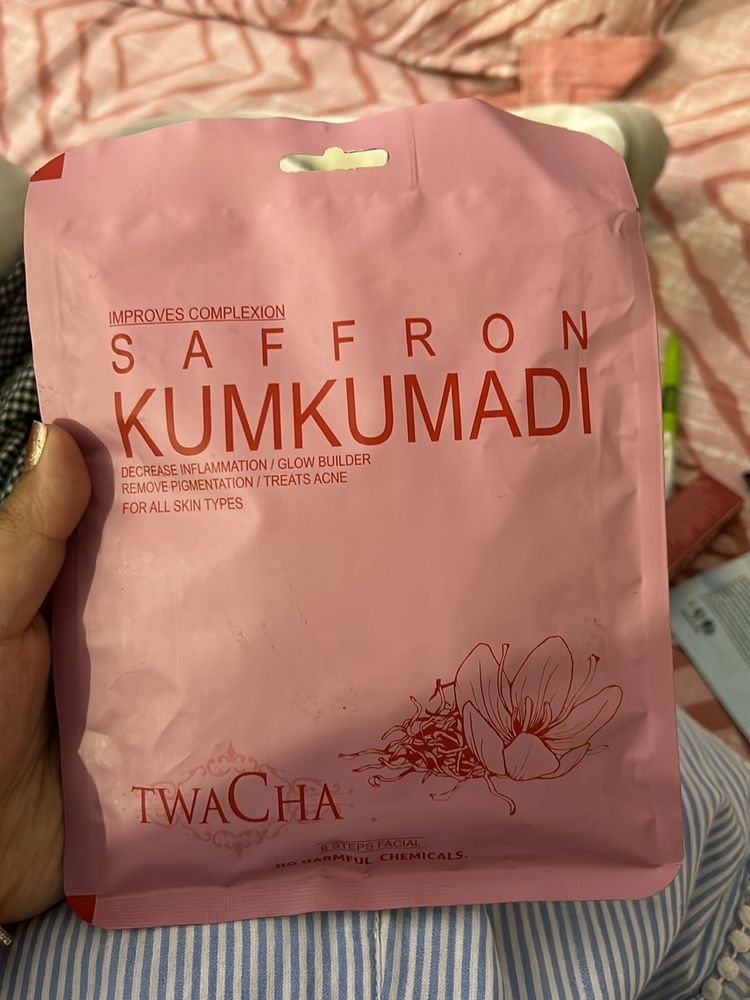 IMPROVES COMPLEXION
SAFFRON
KUMKUMADI
DECREASE INFLAMMATION / GLOW BUILDER
REMOVE PIGMENTATION / TREATS ACNE
FOR ALL SKIN TYPES
TWACHA
6 STEPS FACIAL
NO HARMFUL CHEMICALS.